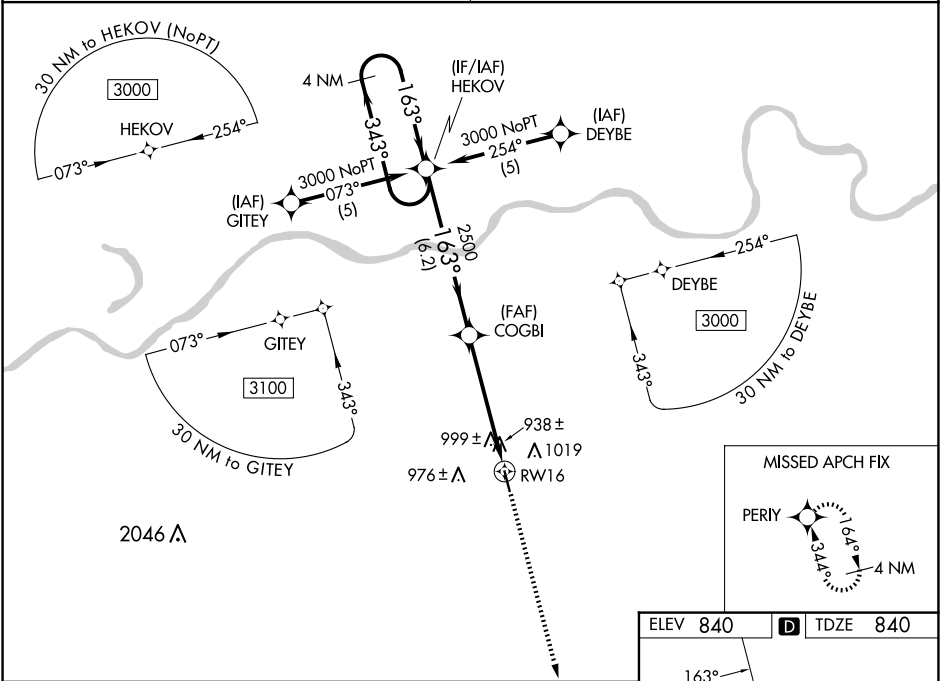 30 NM to HEKOV (NoPT)
3000
HEKOV
073°
254°
4 NM
343°
163°
(IF/IAF)
HEKOV
3000 NoPT
254°
(5)
(IAF)
DEYBE
3000 NoPT
073°
(5)
(IAF)
GITEY
2500
163°
(6.2)
(FAF)
COGBI
073°
GITEY
3100
343°
30 NM to GITEY
254°
DEYBE
3000
343°
30 NM to DEYBE
938±
999±
1019
976±
RW16
2046
MISSED APCH FIX
PERIY
164°
344°
4 NM
ELEV 840
D
TDZE 840
163°